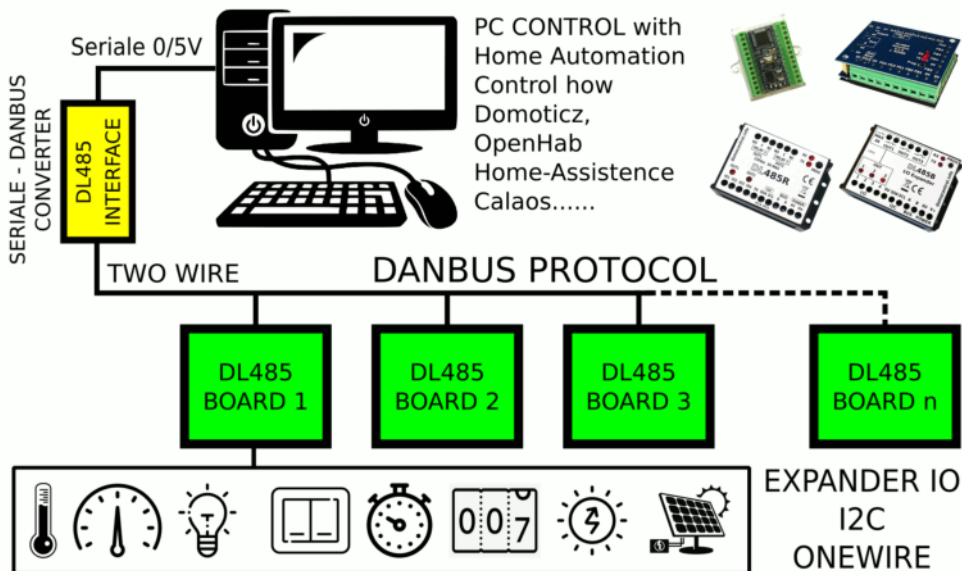 Seriale 0/5V
PC CONTROL with
Home Automation
Control how
Domoticz,
OpenHab
Home-Assistence
Calaos......
SERIALE - DANBUS
CONVERTER
DL485
INTERFACE
TWO WIRE
DANBUS PROTOCOL
DL485
BOARD 1
DL485
BOARD 2
DL485
BOARD 3
DL485
BOARD n
007
EXPANDER IO
I2C
ONEWIRE
485R
485B
I/O Expander